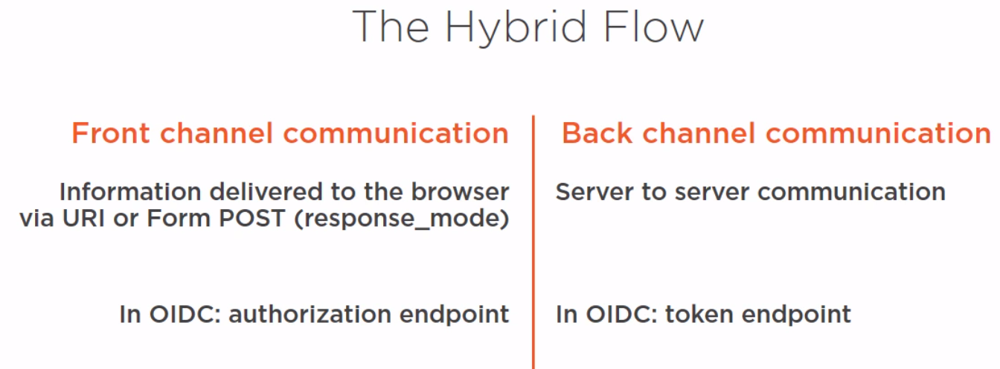 The Hybrid Flow
Front channel communication
Information delivered to the browser
via URI or Form POST (response_mode)
In OIDC: authorization endpoint
Back channel communication
Server to server communication
In OIDC: token endpoint